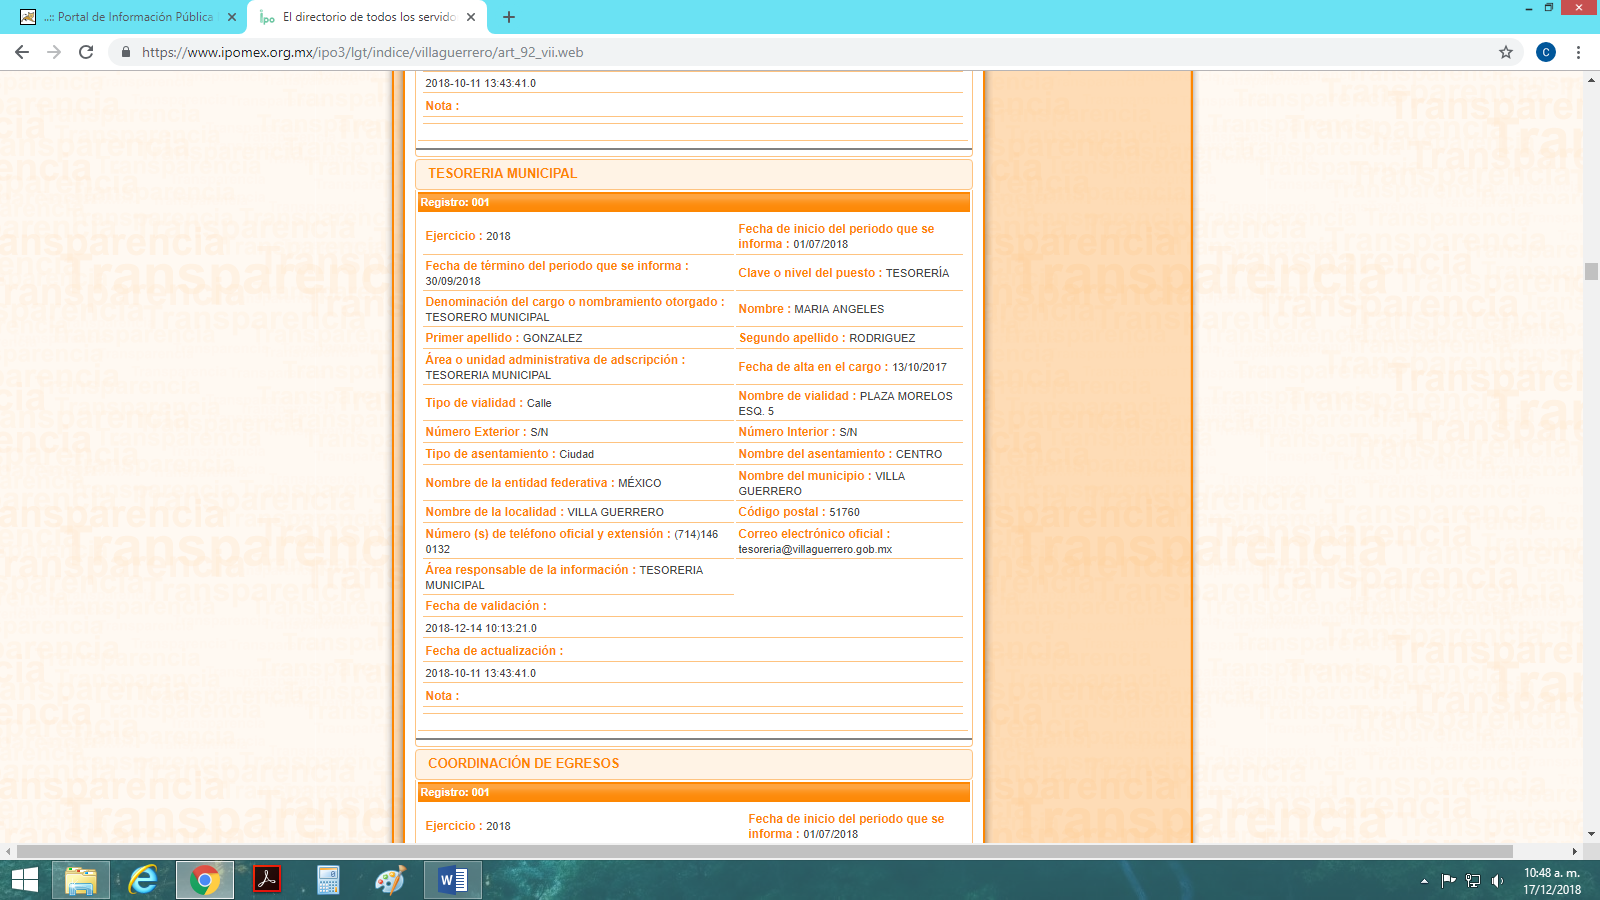 ..:: Portal de Información Pública
ipo El directorio de todos los servido
https://www.ipomex.org.mx/ipo3/lgt/indice/villaguerrero/art_92_vii.web
C
2018-10-11 13:43:41.0
Nota :
TESORERIA MUNICIPAL
Registro: 001
Ejercicio : 2018
Fecha de inicio del periodo que se
informa : 01/07/2018
Fecha de término del periodo que se informa :
30/09/2018
Clave o nivel del puesto : TESORERÍA
Denominación del cargo o nombramiento otorgado :
TESORERO MUNICIPAL
Nombre : MARIA ANGELES
Primer apellido : GONZALEZ
Segundo apellido : RODRIGUEZ
Área o unidad administrativa de adscripción :
TESORERIA MUNICIPAL
Fecha de alta en el cargo : 13/10/2017
Tipo de vialidad : Calle
Nombre de vialidad : PLAZA MORELOS
ESQ. 5
Número Exterior : S/N
Número Interior : S/N
Tipo de asentamiento : Ciudad
Nombre del asentamiento : CENTRO
Nombre de la entidad federativa : MÉXICO
Nombre del municipio : VILLA
GUERRERO
Nombre de la localidad : VILLA GUERRERO
Código postal : 51760
Número (s) de teléfono oficial y extensión : (714)146
0132
Correo electrónico oficial :
tesoreria@villaguerrero.gob.mx
Área responsable de la información : TESORERIA
MUNICIPAL
Fecha de validación :
2018-12-14 10:13:21.0
Fecha de actualización :
2018-10-11 13:43:41.0
Nota :
COORDINACIÓN DE EGRESOS
Registro: 001
Ejercicio : 2018
Fecha de inicio del periodo que se
informa : 01/07/2018
10:48 a. m.
17/12/2018